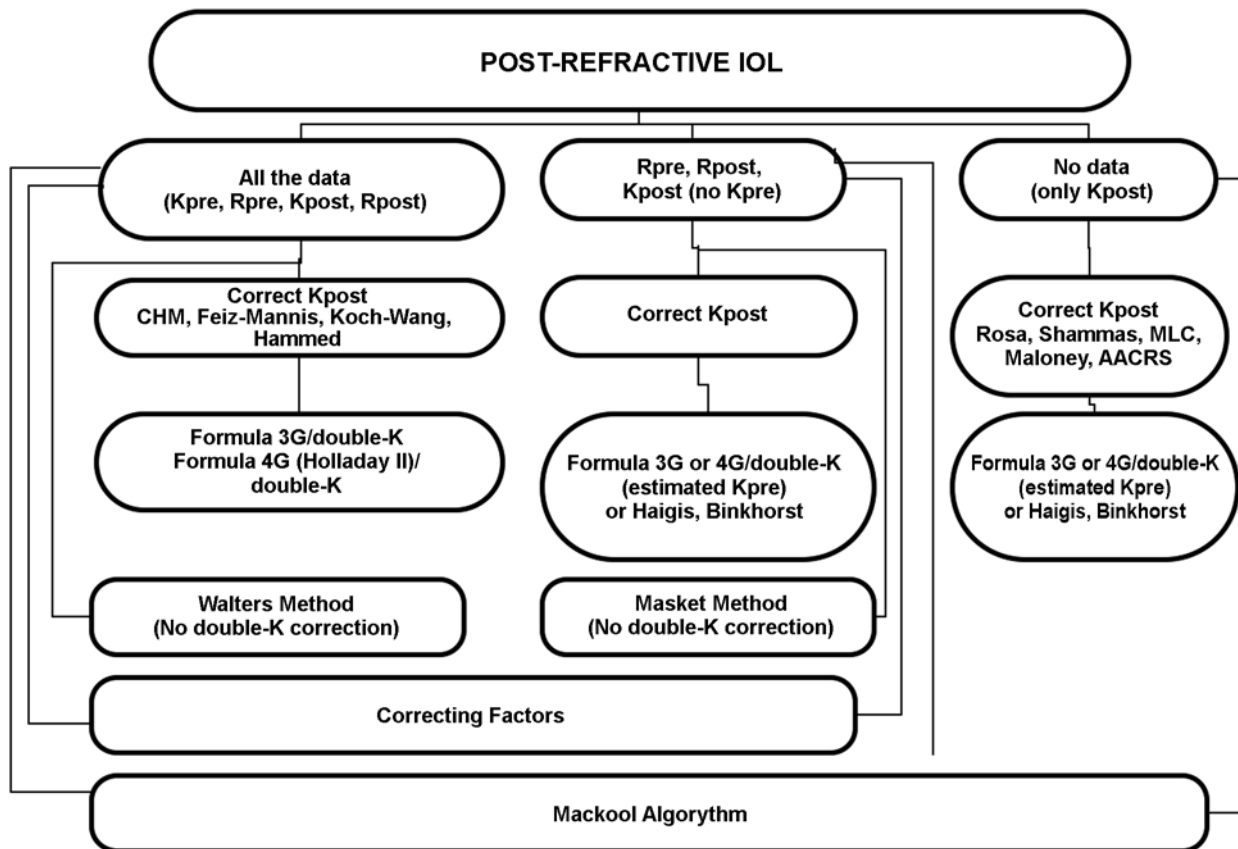 POST-REFRACTIVE IOL
All the data
(Kpre, Rpre, Kpost, Rpost)
Rpre, Rpost,
Kpost (no Kpre)
No data
(only Kpost)
Correct Kpost
CHM, Feiz-Mannis, Koch-Wang,
Hammed
Correct Kpost
Correct Kpost
Rosa, Shammas, MLC,
Maloney, AACRS
Formula 3G/double-K
Formula 4G (Holladay II)/
double-K
Formula 3G or 4G/double-K
(estimated Kpre)
or Haigis, Binkhorst
Formula 3G or 4G/double-K
(estimated Kpre)
or Haigis, Binkhorst
Walters Method
(No double-K correction)
Masket Method
(No double-K correction)
Correcting Factors
Mackool Algorythm